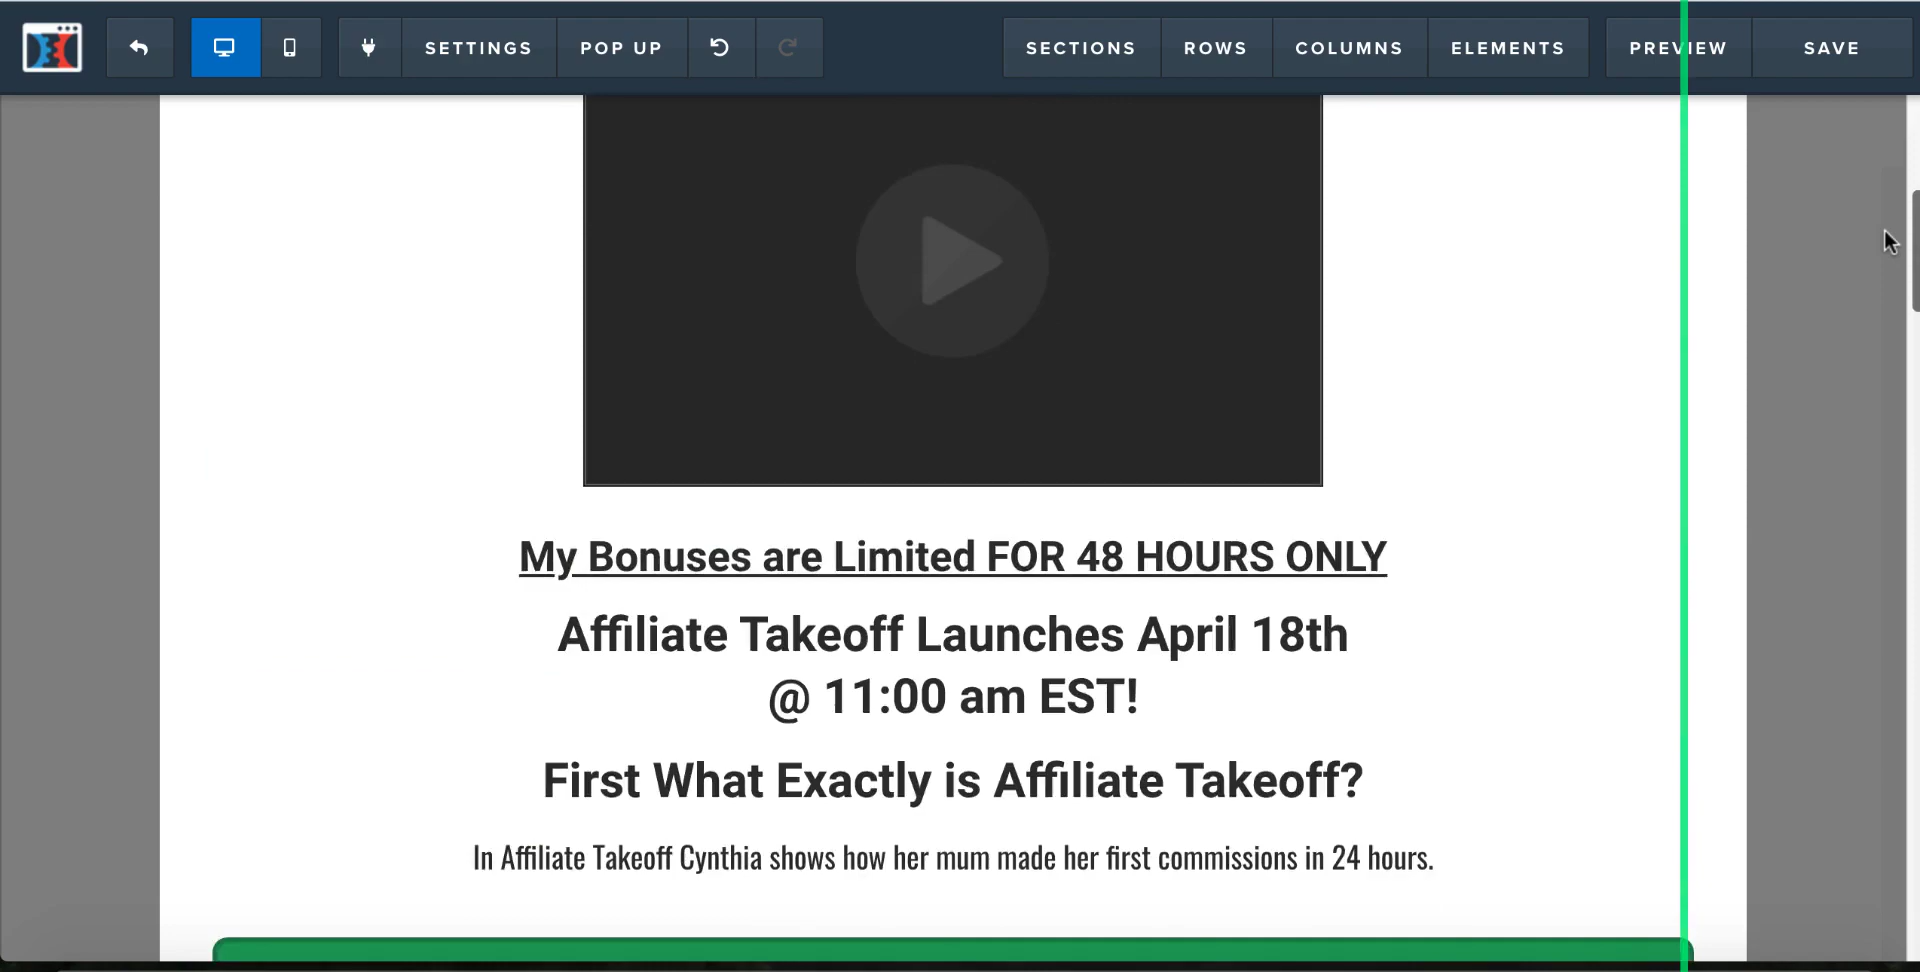 SETTINGS POP UP SECTIONS ROWS COLUMNS ELEMENTS PREVIEW SAVE
My Bonuses are Limited FOR 48 HOURS ONLY
Affiliate Takeoff Launches April 18th
@ 11:00 am EST!
First What Exactly is Affiliate Takeoff?
In Affiliate Takeoff Cynthia shows how her mum made her first commissions in 24 hours.